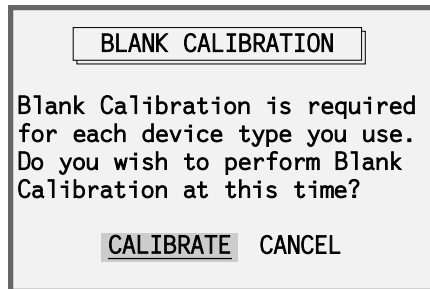 BLANK CALIBRATION
Blank Calibration is required
for each device type you use.
Do you wish to perform Blank
Calibration at this time?
CALIBRATE CANCEL